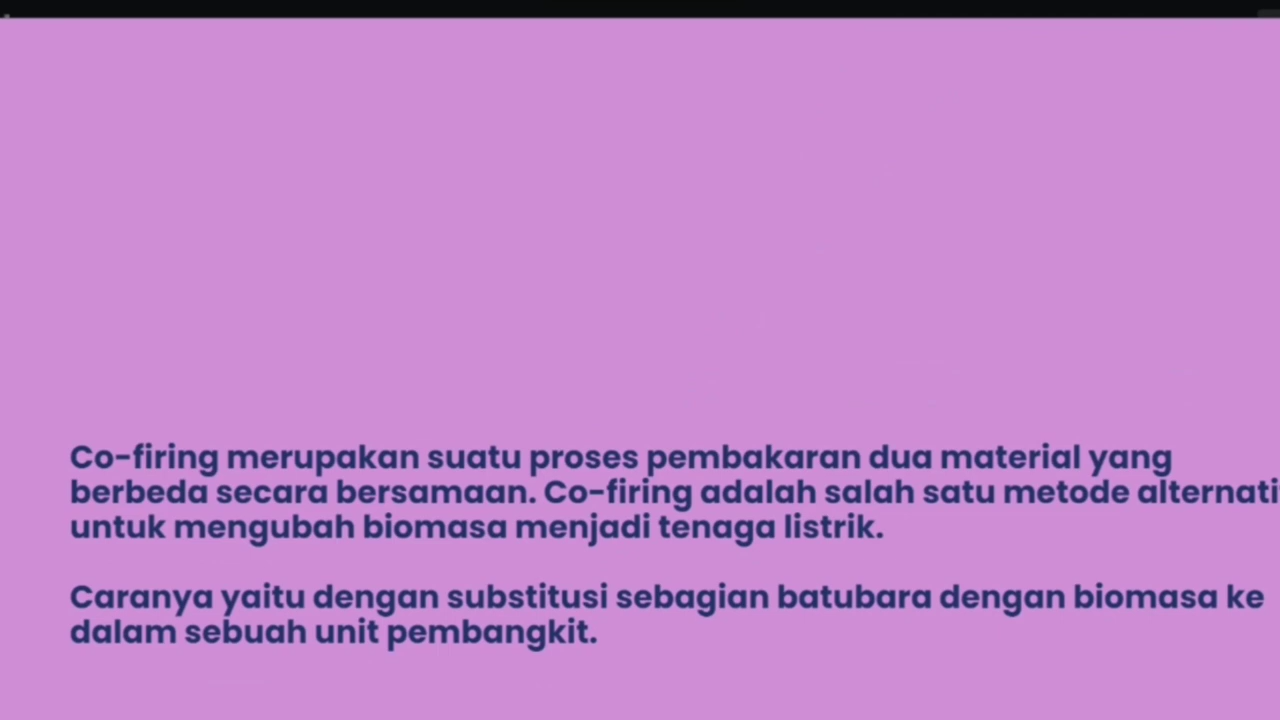 Co-firing merupakan suatu proses pembakaran dua material yang
berbeda secara bersamaan. Co-firing adalah salah satu metode alternati
untuk mengubah biomasa menjadi tenaga listrik.
Caranya yaitu dengan substitusi sebagian batubara dengan biomasa ke
dalam sebuah unit pembangkit.